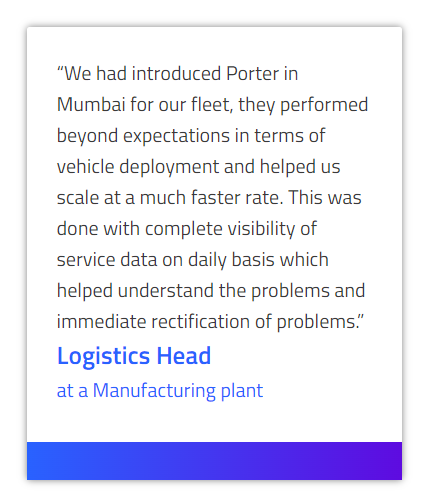 “We had introduced Porter in
Mumbai for our fleet, they performed
beyond expectations in terms of
vehicle deployment and helped us
scale at a much faster rate. This was
done with complete visibility of
service data on daily basis which
helped understand the problems and
immediate rectification of problems.”
Logistics Head
at a Manufacturing plant